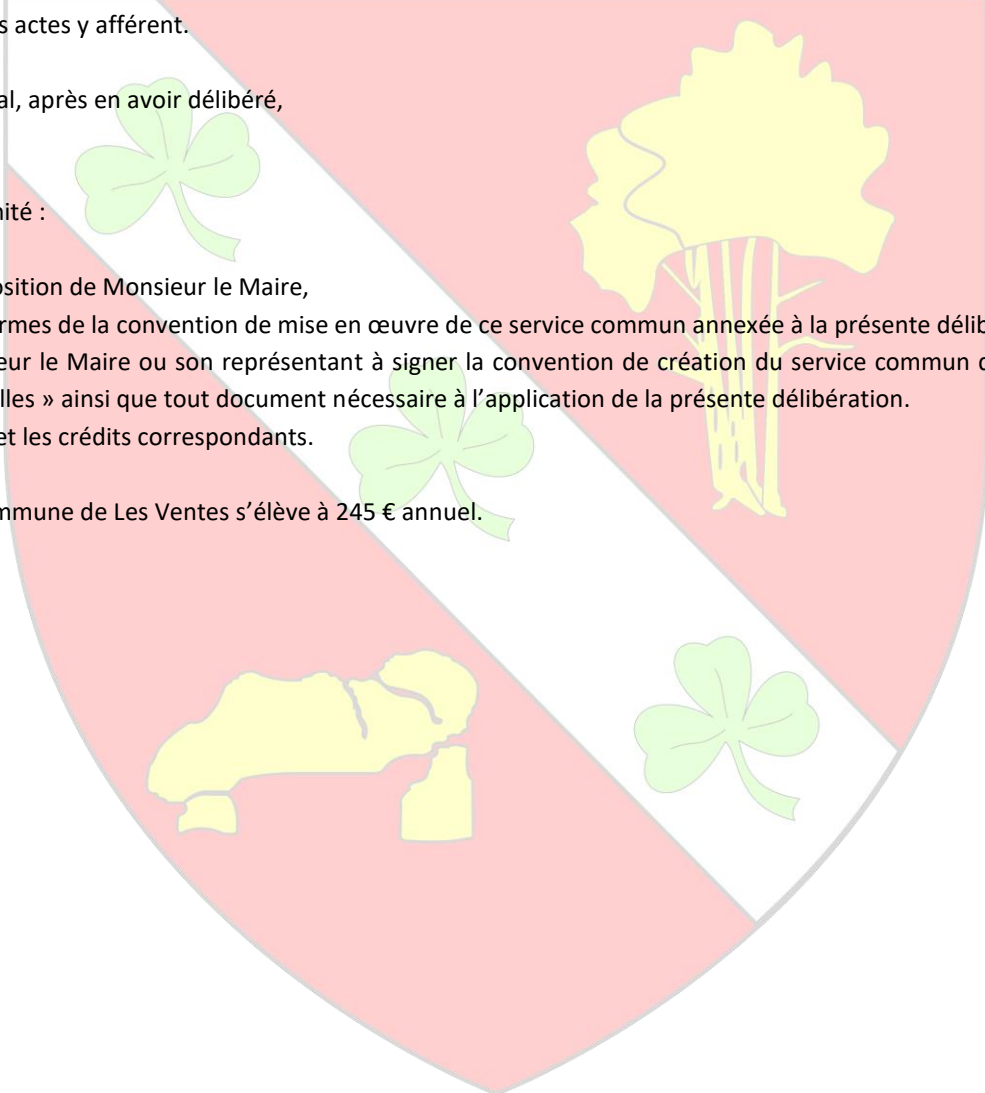 s actes y afférent.
al, après en avoir délibéré,
nité :
osition de Monsieur le Maire,
rmes de la convention de mise en œuvre de ce service commun annexée à la présente délib
eur le Maire ou son représentant à signer la convention de création du service commun
lles » ainsi que tout document nécessaire à l’application de la présente délibération.
et les crédits correspondants.
mmune de Les Ventes s’élève à 245 € annuel.